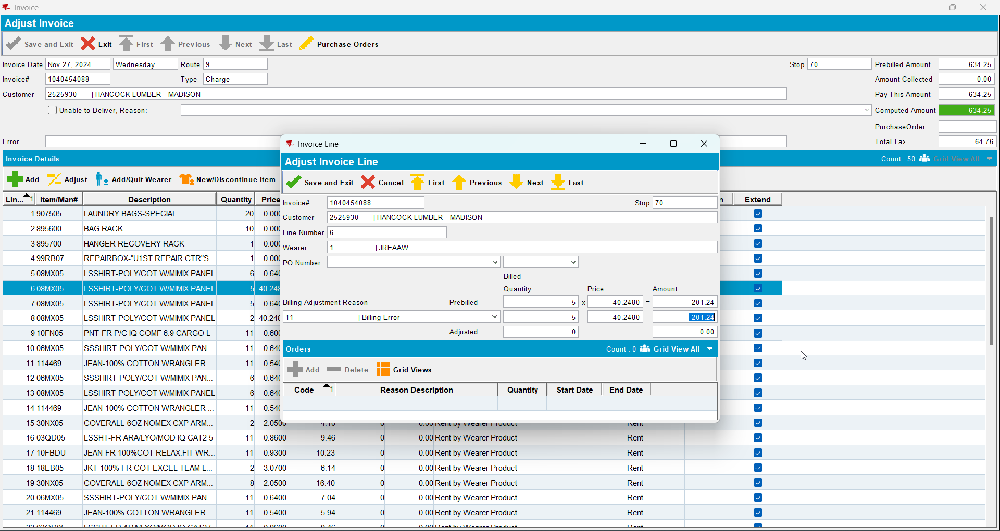 Invoice
Adjust Invoice
Save and Exit Exit First Previous Next Last Purchase Orders
Invoice Date Nov 27, 2024 Wednesday Route 9 Stop 70 Prebilled Amount 634.25
Invoice# 1040454088 Type Charge Amount Collected 0.00
Customer 2525930 | HANCOCK LUMBER - MADISON Pay This Amount 634.25
Unable to Deliver, Reason: Computed Amount 634.25
PurchaseOrder
Error Total Tax 64.76
Invoice Details Count : 50 Grid View All
Add Adjust Add/Quit Wearer New/Discontinue Item
Lin... 1 Item/Man# Description Quantity Price Extend
1 907505 LAUNDRY BAGS-SPECIAL 20 0.000
2 895600 BAG RACK 10 0.000
3 895700 HANGER RECOVERY RACK 1 0.000
4 99RB07 REPAIRBOX-"U1ST REPAIR CTR"S... 1 0.000
5 08MX05 LSSHIRT-POLY/COT W/MIMIX PANEL 6 0.640
6 08MX05 LSSHIRT-POLY/COT W/MIMIX PANEL 5 40.248
7 08MX05 LSSHIRT-POLY/COT W/MIMIX PANEL 5 0.640
8 08MX05 LSSHIRT-POLY/COT W/MIMIX PANEL 2 40.248
9 10FN05 PNT-FR P/C IQ COMF 6.9 CARGO L 11 0.600
10 06MX05 SSSHIRT-POLY/COT W/MIMIX PAN... 11 0.640
11 114469 JEAN-100% COTTON WRANGLER ... 11 0.540
12 06MX05 SSSHIRT-POLY/COT W/MIMIX PAN... 6 0.640
13 08MX05 LSSHIRT-POLY/COT W/MIMIX PANEL 6 0.640
14 114469 JEAN-100% COTTON WRANGLER ... 11 0.540
15 30NX05 COVERALL-6OZ NOMEX CXP ARM... 2 2.0500 4.10 0 0.00 Rent by Wearer Product Rent
16 03QD05 LSSHT-FR ARA/LYO/MOD IQ CAT2 5 11 0.8600 9.46 0 0.00 Rent by Wearer Product Rent
17 10FBDU JEAN-FR 100%COT RELAX.FIT WR... 11 0.9300 10.23 0 0.00 Rent by Wearer Product Rent
18 18EB05 JKT-100% FR COT EXCEL TEAM L... 2 3.0700 6.14 0 0.00 Rent by Wearer Product Rent
19 30NX05 COVERALL-6OZ NOMEX CXP ARM... 8 2.0500 16.40 0 0.00 Rent by Wearer Product Rent
20 06MX05 SSSHIRT-POLY/COT W/MIMIX PAN... 11 0.6400 7.04 0 0.00 Rent by Wearer Product Rent
21 114469 JEAN-100% COTTON WRANGLER ... 11 0.5400 5.94 0 0.00 Rent by Wearer Product Rent
Invoice Line
Adjust Invoice Line
Save and Exit Cancel First Previous Next Last
Invoice# 1040454088 Stop 70
Customer 2525930 | HANCOCK LUMBER - MADISON
Line Number 6
Wearer 1 | JREAAW
PO Number
Billed
Quantity Price Amount
Billing Adjustment Reason Prebilled 5 x 40.2480 = 201.24
11 | Billing Error -5 40.2480 -201.24
Adjusted 0 0.00
Orders Count : 0 Grid View All
Add Delete Grid Views
Code 1 Reason Description Quantity Start Date End Date